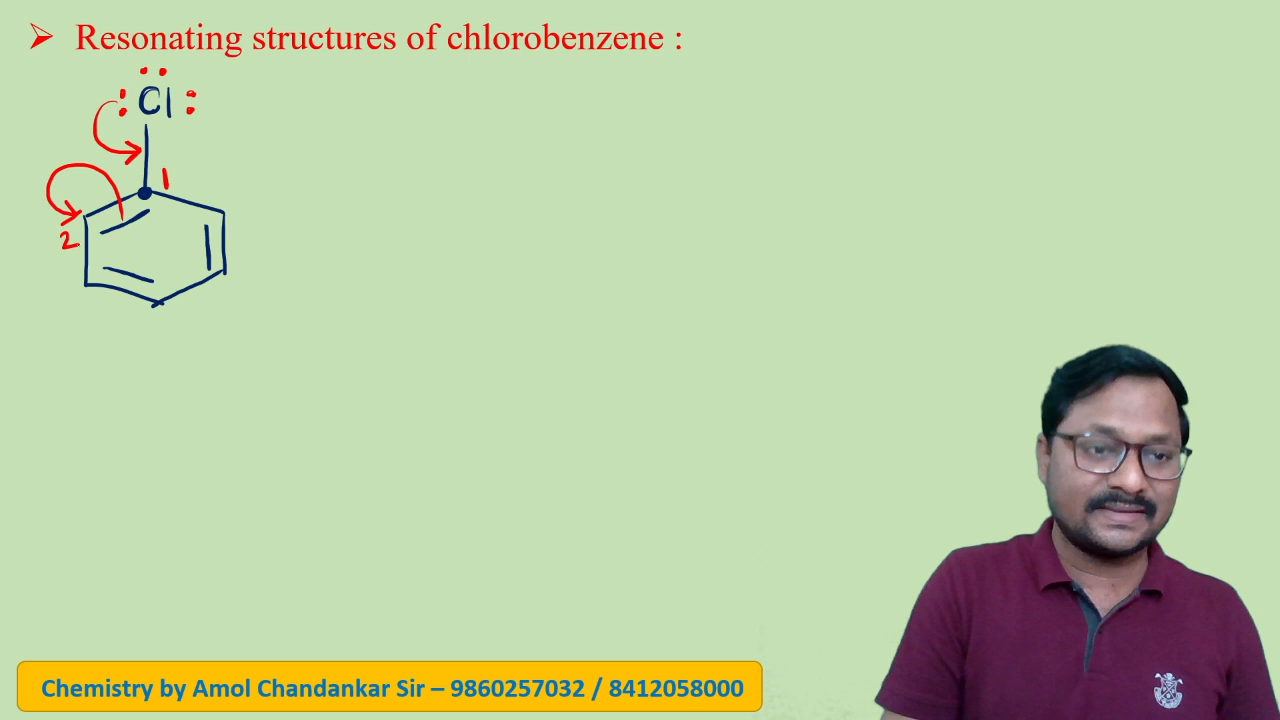 ➢ Resonating structures of chlorobenzene :
:Cl:
1
2
Chemistry by Amol Chandankar Sir – 9860257032 / 8412058000